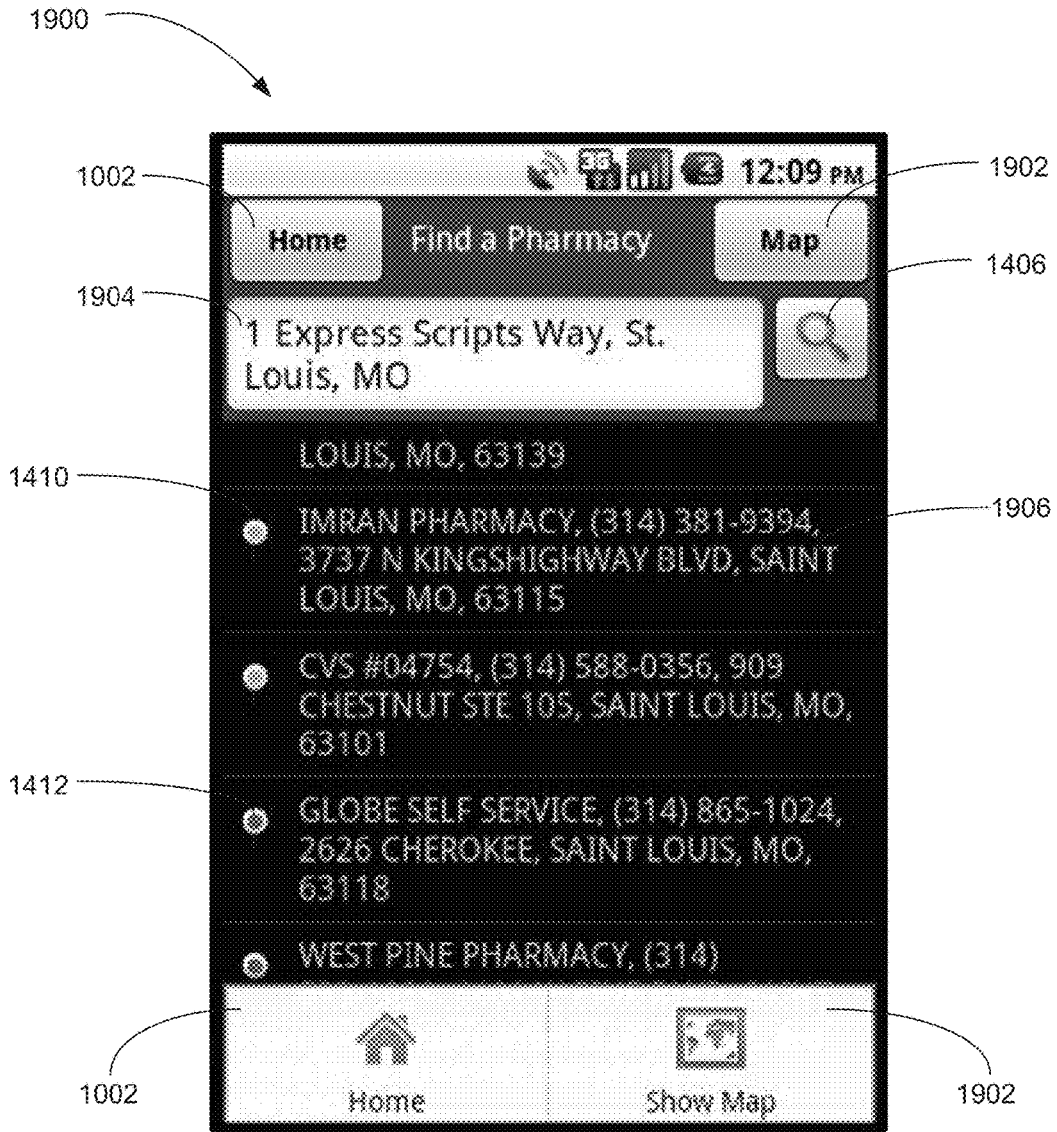 1900
12:09 PM
1002
1902
Home
Find a Pharmacy
Map
1406
1904
1 Express Scripts Way, St.
Louis, MO
LOUIS, MO, 63139
1410
IMRAN PHARMACY, (314) 381-9394,
1906
3737 N KINGSHIGHWAY BLVD, SAINT
LOUIS, MO, 63115
CVS #04754, (314) 588-0356, 909
CHESTNUT STE 105, SAINT LOUIS, MO,
63101
1412
GLOBE SELF SERVICE, (314) 865-1024,
2626 CHEROKEE, SAINT LOUIS, MO,
63118
WEST PINE PHARMACY, (314)
1002
Home
Show Map
1902